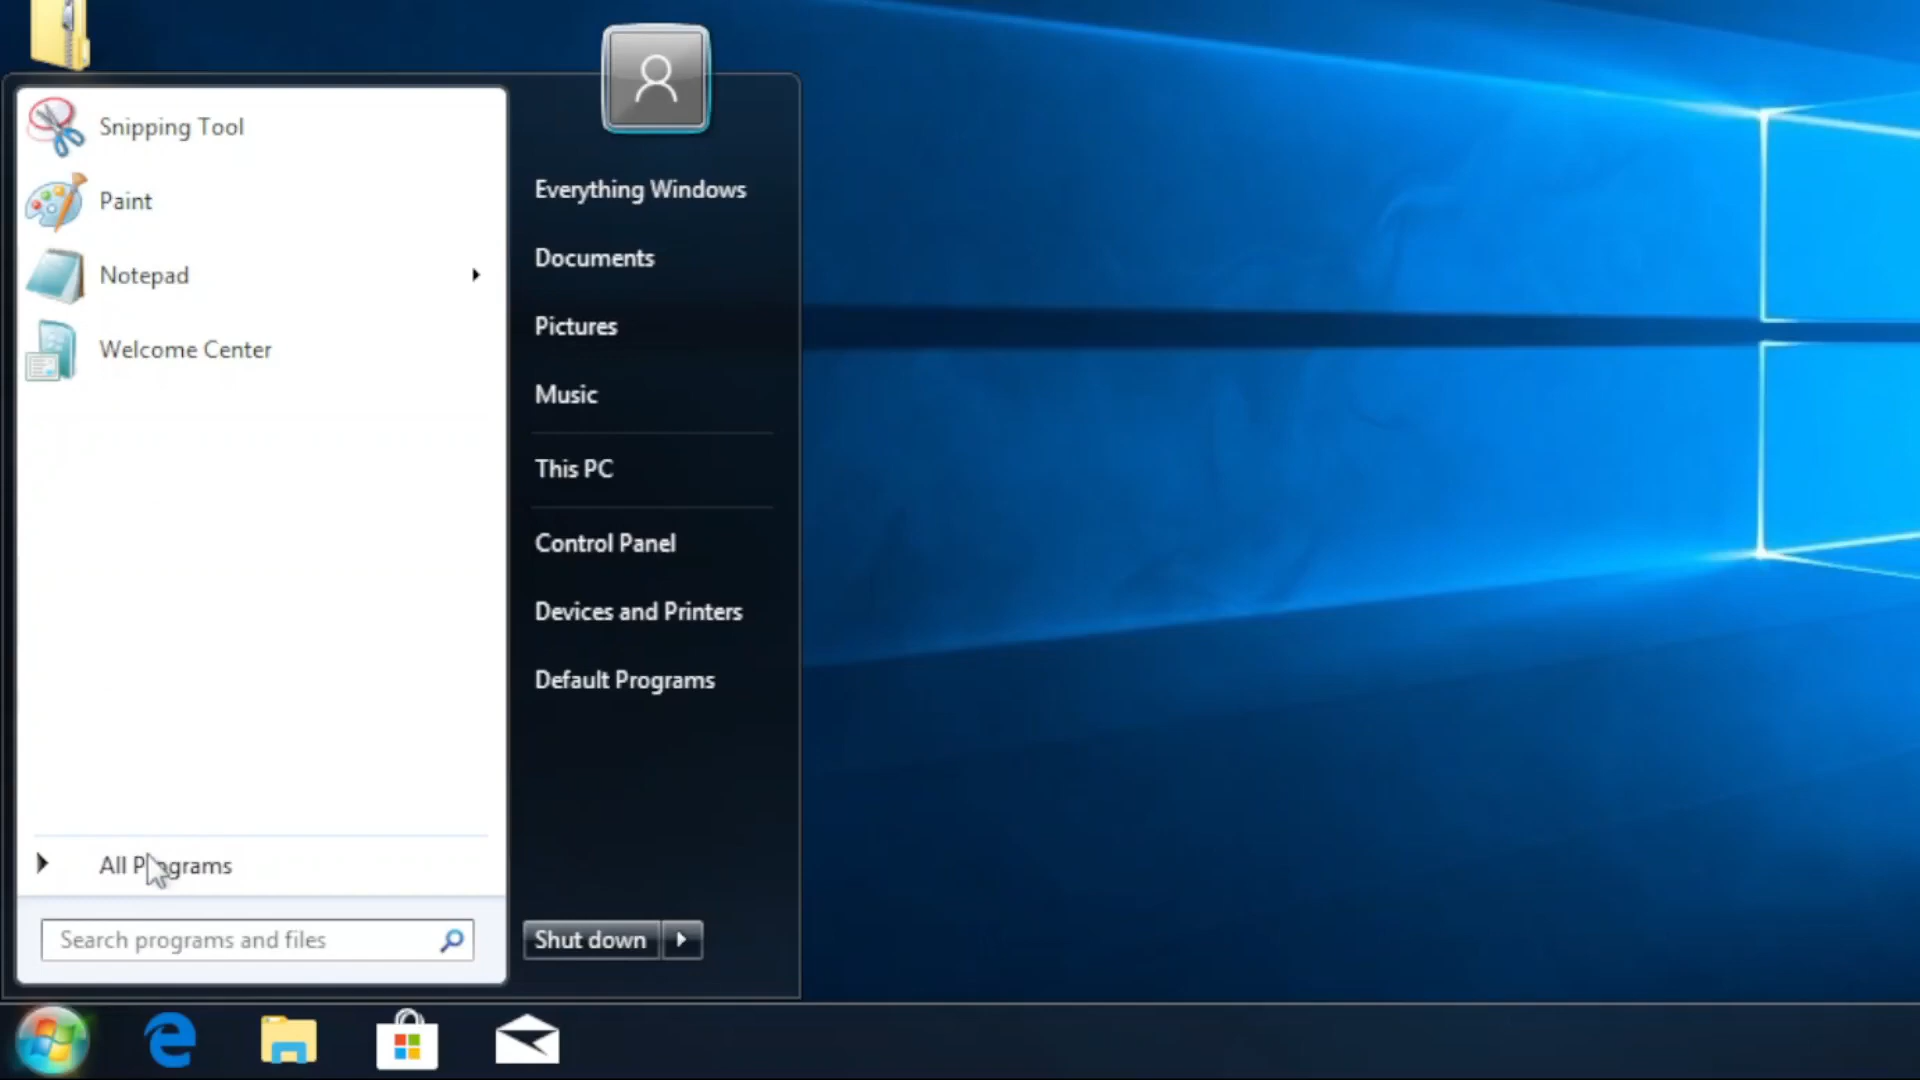 Snipping Tool
Paint
Notepad
Welcome Center
All Programs
Search programs and files
Everything Windows
Documents
Pictures
Music
This PC
Control Panel
Devices and Printers
Default Programs
Shut down